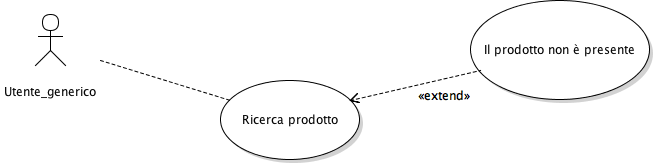 Il prodotto non è presente
Utente_generico
«extend»
Ricerca prodotto